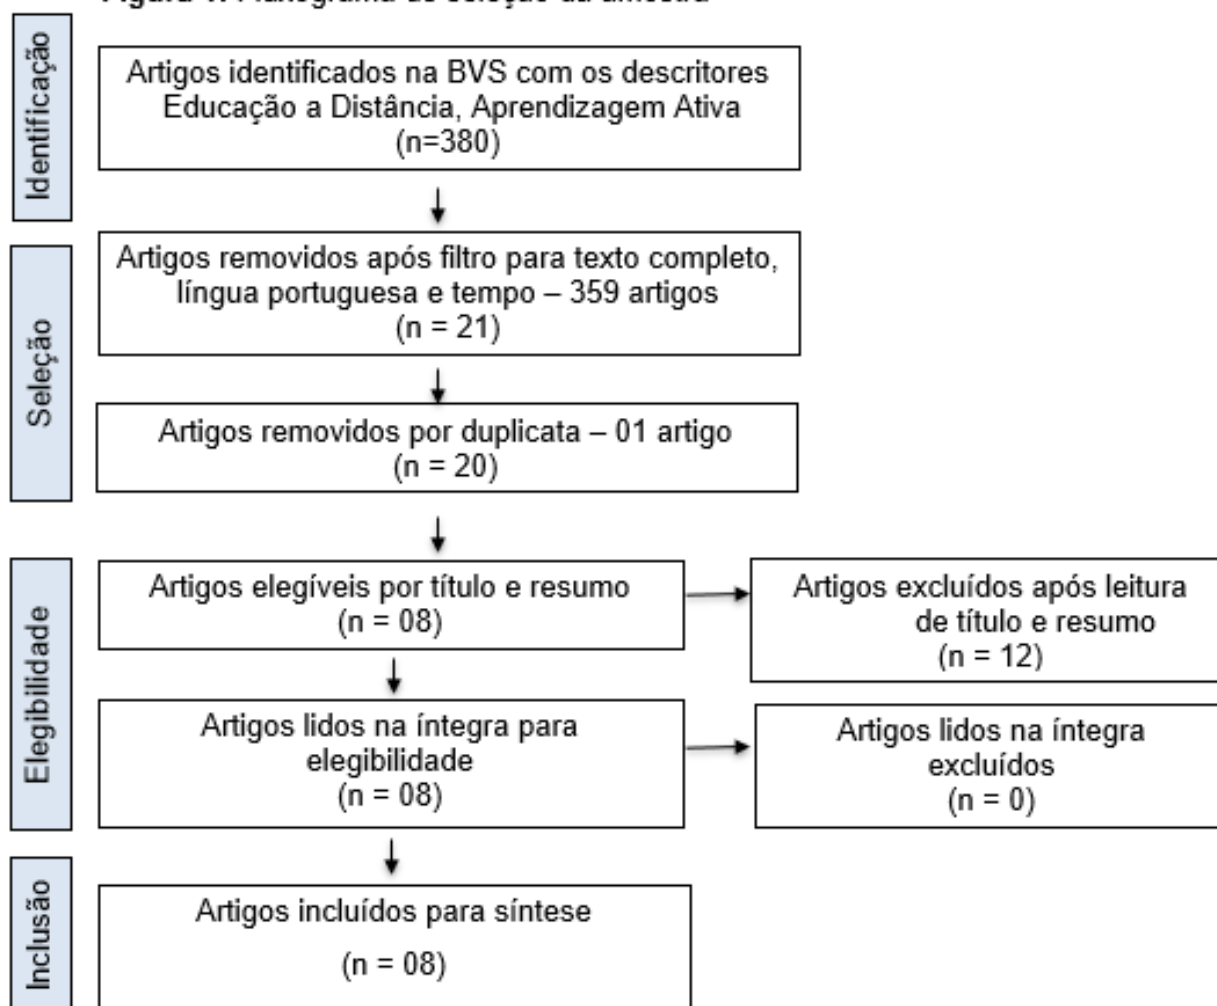 Identificação
Artigos identificados na BVS com os descritores
Educação a Distância, Aprendizagem Ativa
(n=380)
Seleção
Artigos removidos após filtro para texto completo,
língua portuguesa e tempo – 359 artigos
(n = 21)
Artigos removidos por duplicata – 01 artigo
(n = 20)
Elegibilidade
Artigos elegíveis por título e resumo
(n = 08)
Artigos excluídos após leitura
de título e resumo
(n = 12)
Artigos lidos na íntegra para
elegibilidade
(n = 08)
Artigos lidos na íntegra
excluídos
(n = 0)
Inclusão
Artigos incluídos para síntese
(n = 08)